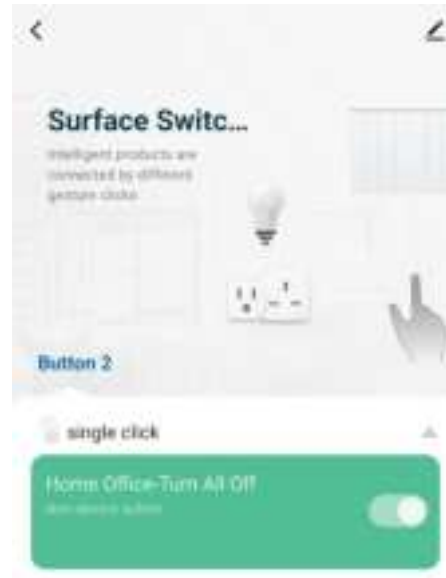 Surface Switc...
Intelligent products are
connected by different
gesture clicks
Button 2
single click
Home Office-Turn All Off